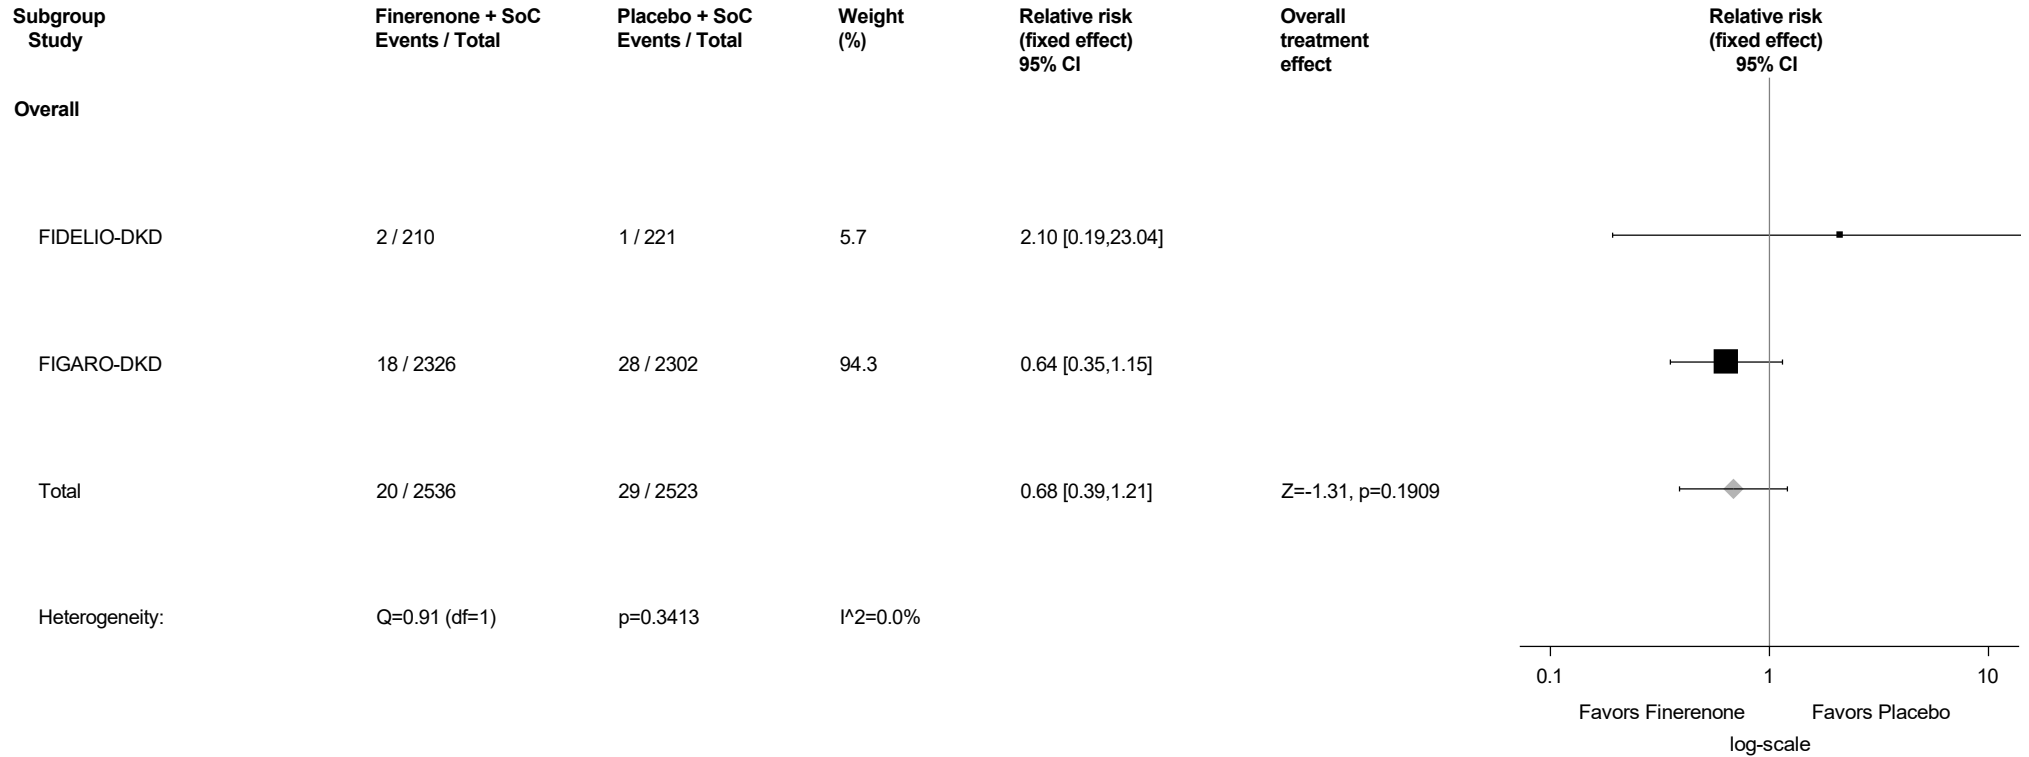 Subgroup Finerenone + SoC Placebo + SoC Weight Relative risk Overall Relative risk
Study Events / Total Events / Total (%) (fixed effect) treatment (fixed effect)
95% CI effect 95% CI
Overall
FIDELIO-DKD 2 / 210 1 / 221 5.7 2.10 [0.19,23.04]
FIGARO-DKD 18 / 2326 28 / 2302 94.3 0.64 [0.35,1.15]
Total 20 / 2536 29 / 2523 0.68 [0.39,1.21] Z=-1.31, p=0.1909
Heterogeneity: Q=0.91 (df=1) p=0.3413 I^2=0.0%
0.1 1 10
Favors Finerenone Favors Placebo
log-scale